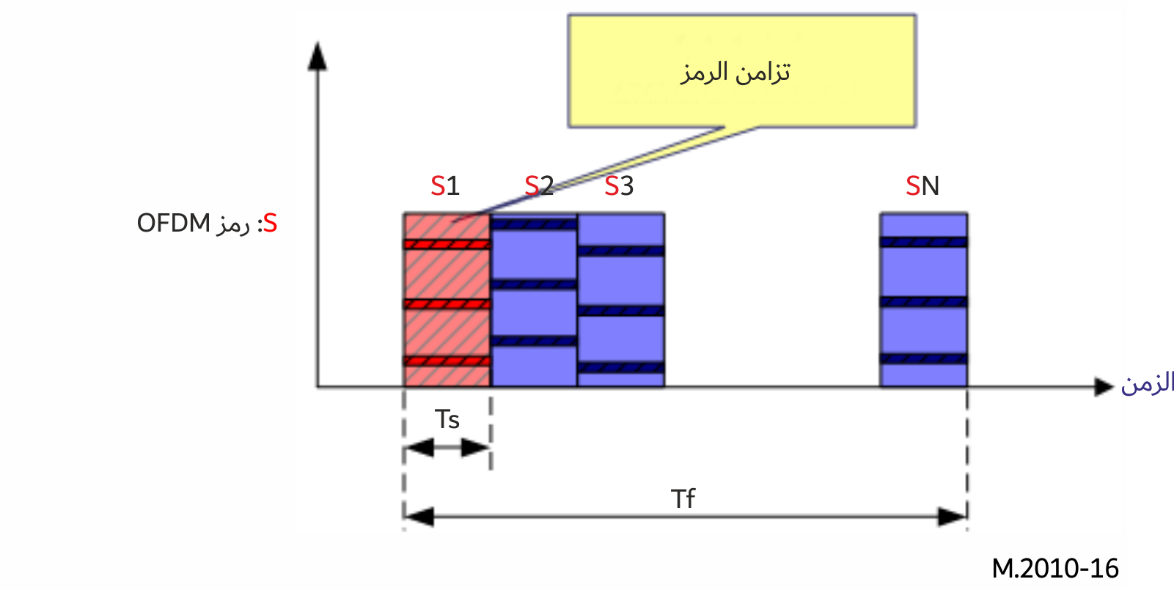 تزامن الرمز
S1
S2
S3
SN
S: رمز OFDM
الزمن
Ts
Tf
M.2010-16